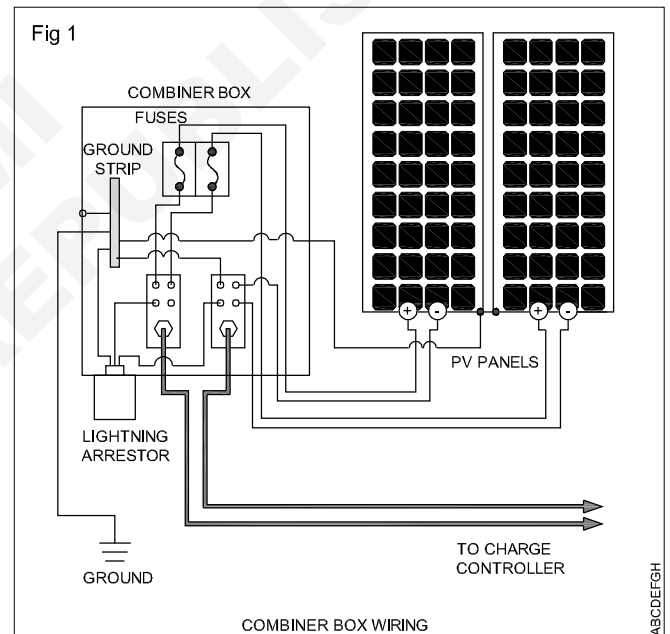 Fig 1
COMBINER BOX
FUSES
GROUND
STRIP
+
-
+
-
PV PANELS
LIGHTNING
ARRESTOR
GROUND
TO CHARGE
CONTROLLER
COMBINER BOX WIRING
ABCDEFGH